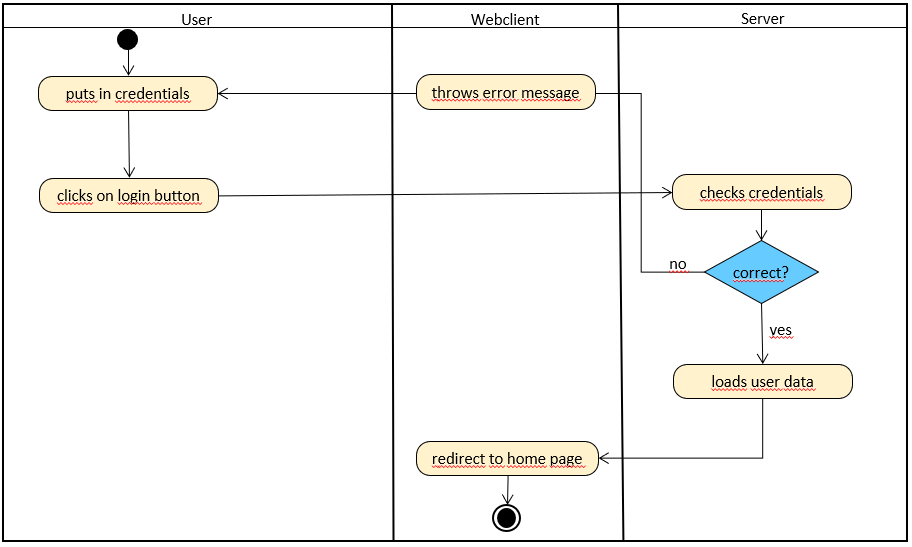 User
Webclient
Server
puts in credentials
throws error message
clicks on login button
checks credentials
no
correct?
yes
loads user data
redirect to home page